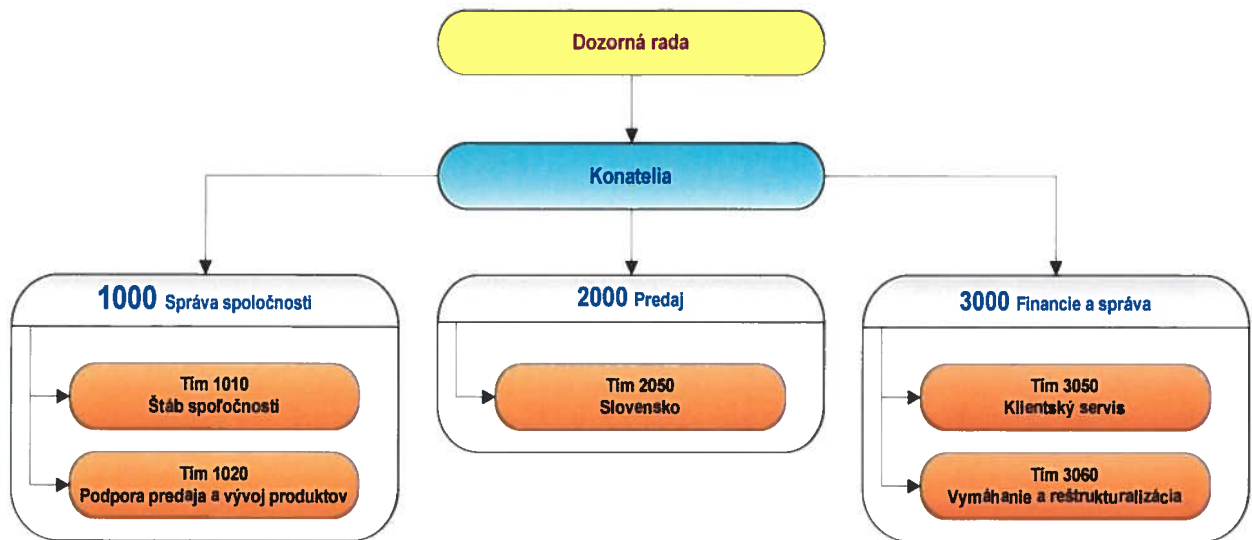 Dozorná rada
Konatelia
1000 Správa spoločnosti
Tím 1010
Štáb spoľočnosti
Tím 1020
Podpora predaja a vývoj produktov
2000 Predaj
Tím 2050
Slovensko
3000 Financie a správa
Tím 3050
Klientský servis
Tím 3060
Vymáhanie a reštrukturalizácia